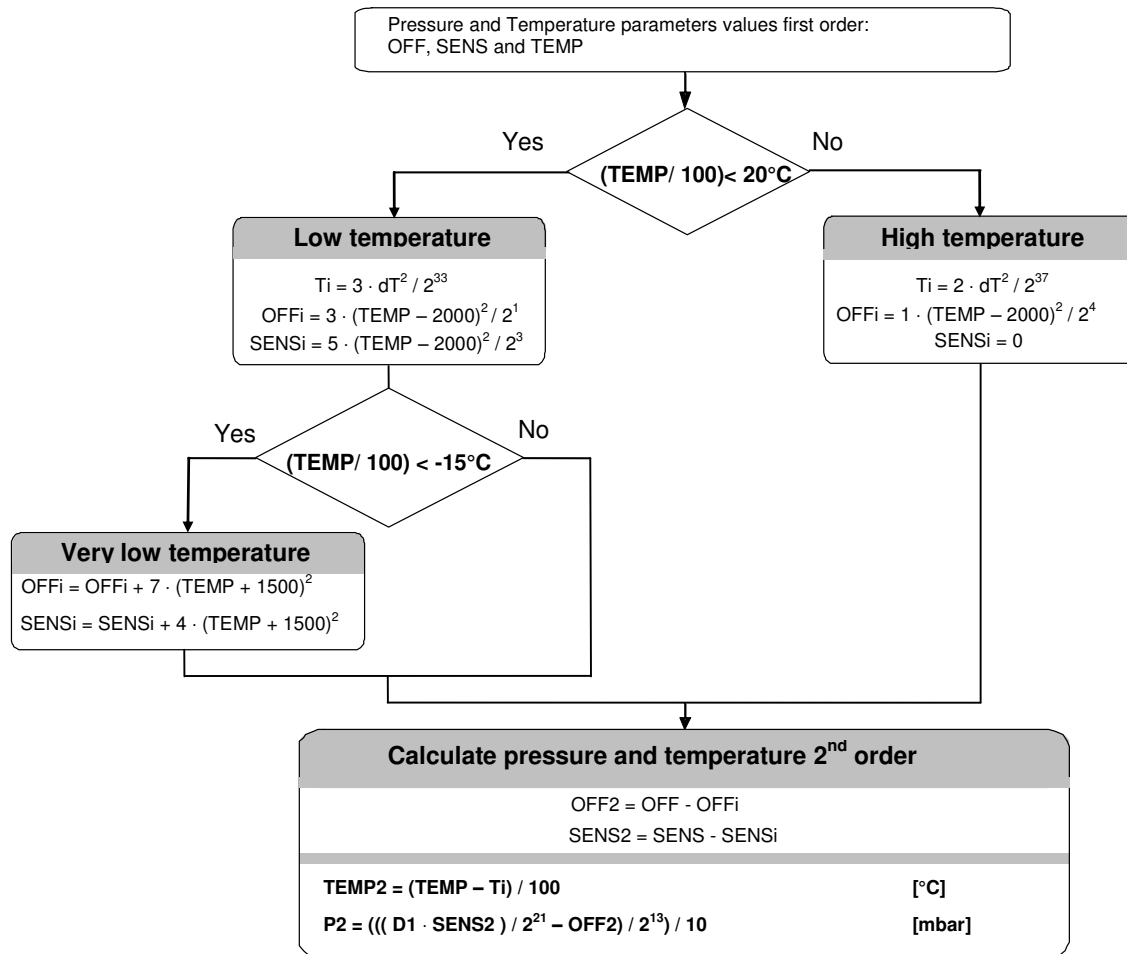 Pressure and Temperature parameters values first order:
OFF, SENS and TEMP
Yes
No
(TEMP/ 100)< 20°C
Low temperature
Ti = 3 · dT² / 2³³
OFFi = 3 · (TEMP – 2000)² / 2¹
SENSi = 5 · (TEMP – 2000)² / 2³
High temperature
Ti = 2 · dT² / 2³⁷
OFFi = 1 · (TEMP – 2000)² / 2⁴
SENSi = 0
Yes
No
(TEMP/ 100) < -15°C
Very low temperature
OFFi = OFFi + 7 · (TEMP + 1500)²
SENSi = SENSi + 4 · (TEMP + 1500)²
Calculate pressure and temperature 2ⁿᵈ order
OFF2 = OFF - OFFi
SENS2 = SENS - SENSi
TEMP2 = (TEMP – Ti) / 100 [°C]
P2 = ((( D1 · SENS2 ) / 2²¹ – OFF2) / 2¹³) / 10 [mbar]